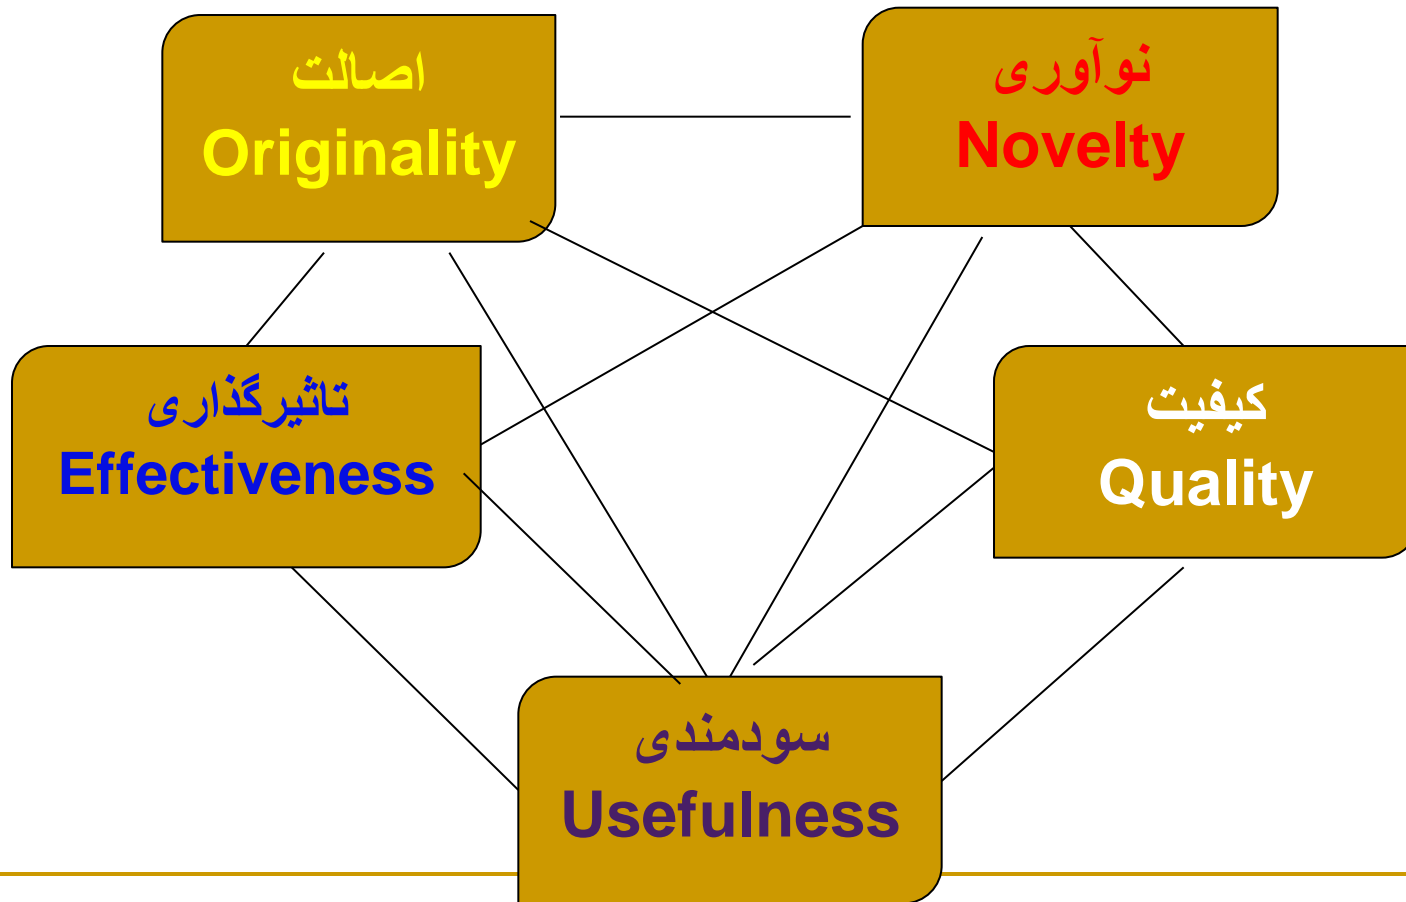 اصالت
Originality
نوآوری
Novelty
تاثیرگذاری
Effectiveness
کیفیت
Quality
سودمندی
Usefulness